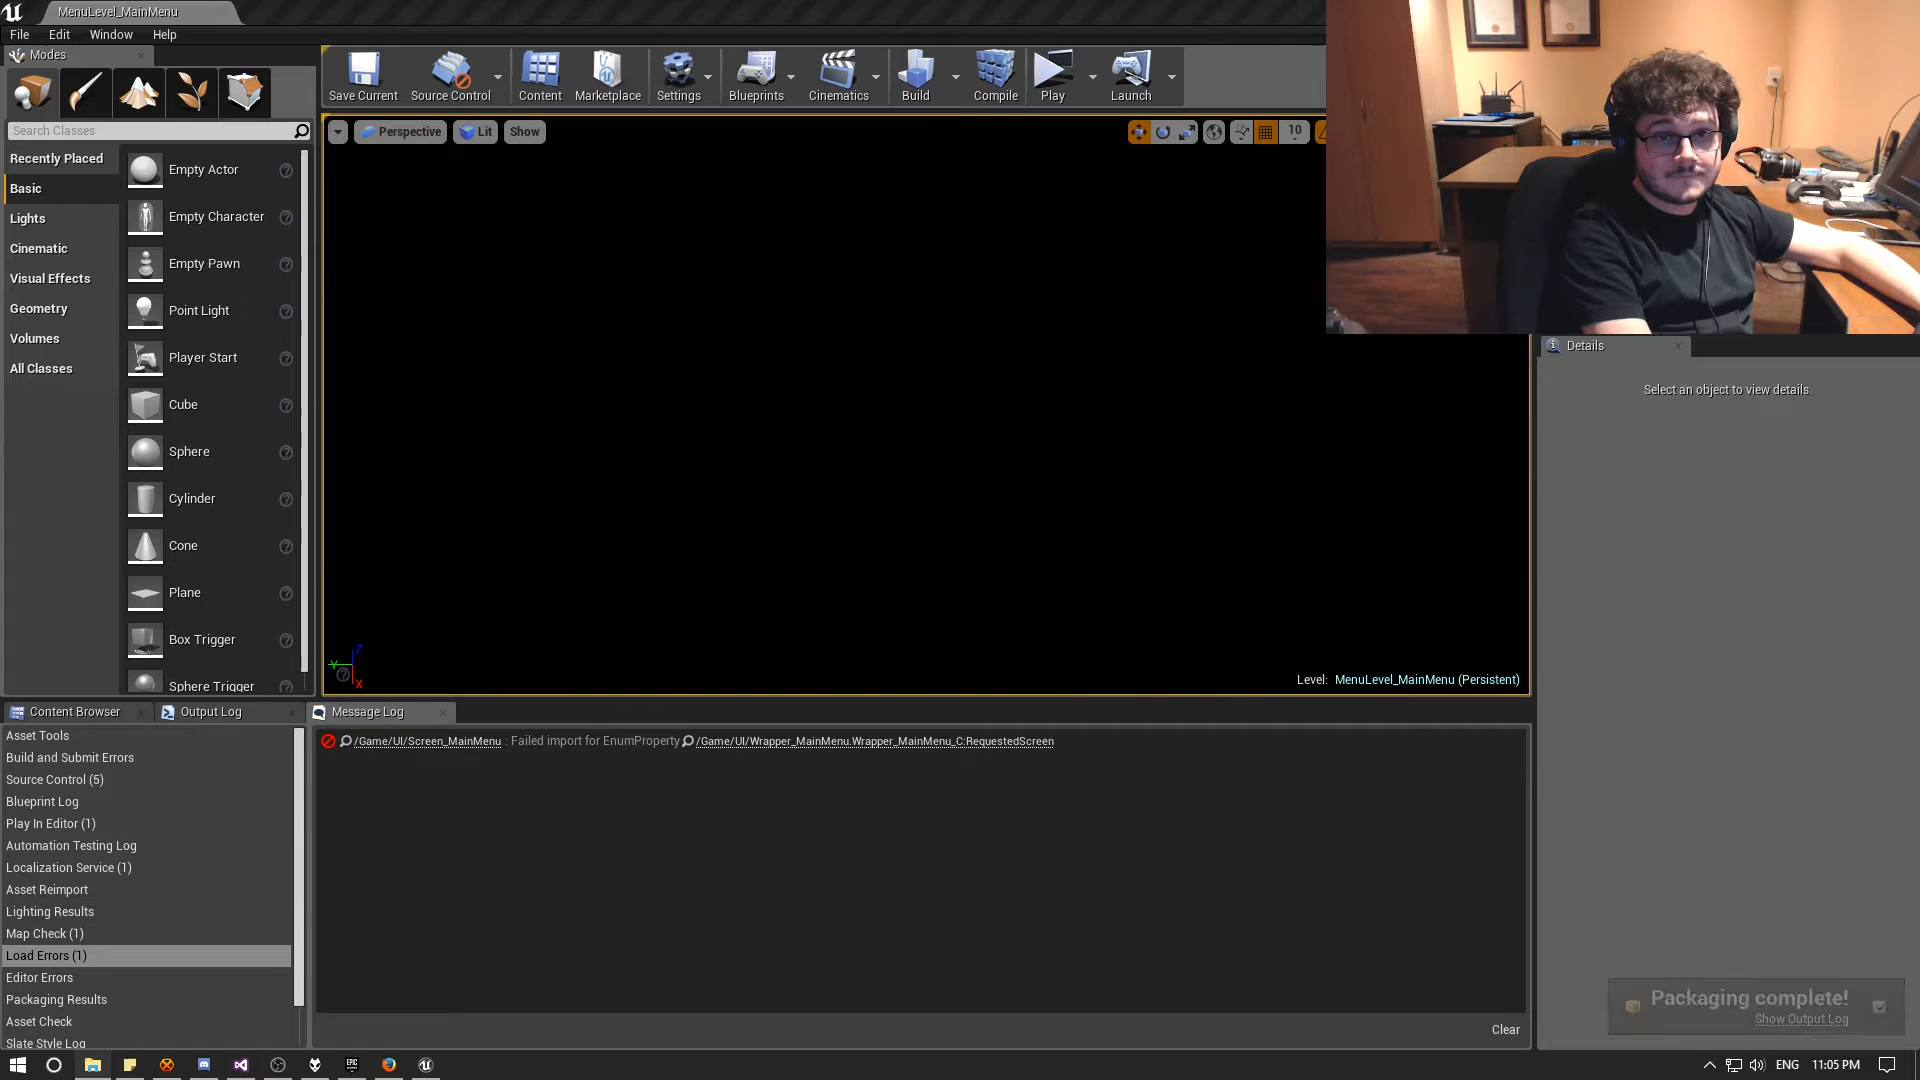 MenuLevel_MainMenu
File Edit Window Help
Modes
Save Current Source Control Content Marketplace Settings Blueprints Cinematics Build Compile Play Launch
Search Classes
Perspective Lit Show 10
Recently Placed
Basic
Lights
Cinematic
Visual Effects
Geometry
Volumes
All Classes
Empty Actor
Empty Character
Empty Pawn
Point Light
Player Start
Cube
Sphere
Cylinder
Cone
Plane
Box Trigger
Sphere Trigger
Z
Y
X
Level: MenuLevel_MainMenu (Persistent)
Details
Select an object to view details.
Content Browser Output Log Message Log
Asset Tools
Build and Submit Errors
Source Control (5)
Blueprint Log
Play In Editor (1)
Automation Testing Log
Localization Service (1)
Asset Reimport
Lighting Results
Map Check (1)
Load Errors (1)
Editor Errors
Packaging Results
Asset Check
Slate Style Log
/Game/UI/Screen_MainMenu : Failed import for EnumProperty /Game/UI/Wrapper_MainMenu.Wrapper_MainMenu_C:RequestedScreen
Clear
Packaging complete!
Show Output Log
EPIC
ENG 11:05 PM